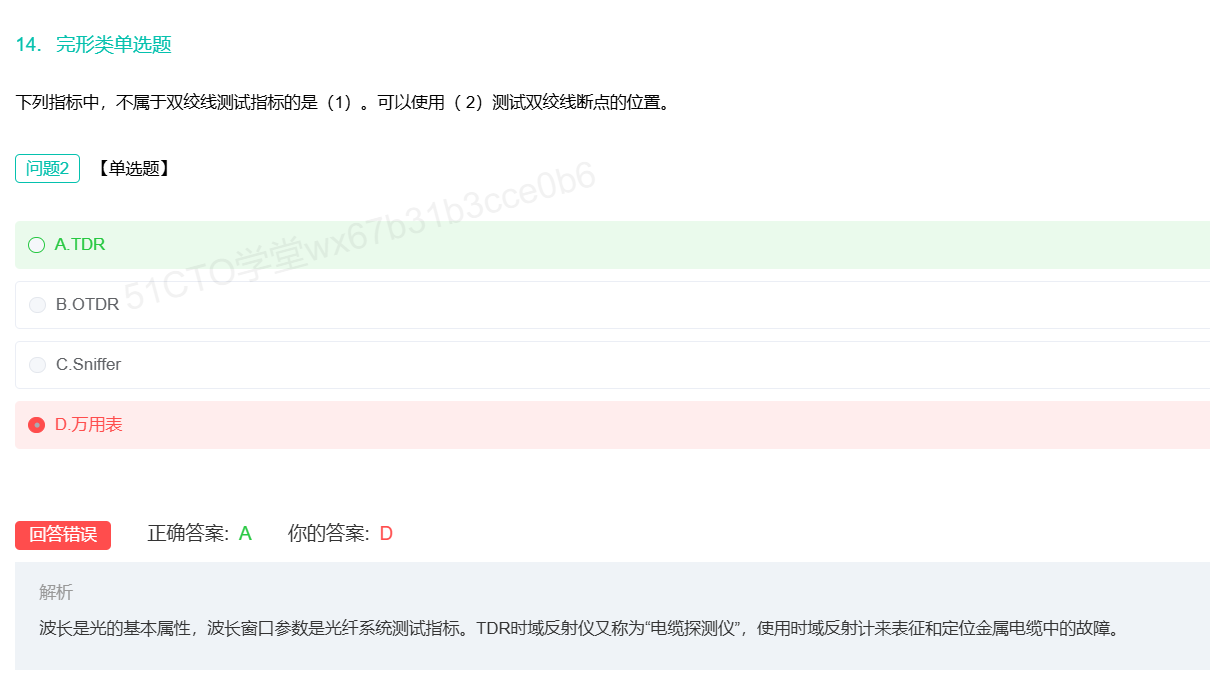 14. 完形类单选题
下列指标中，不属于双绞线测试指标的是（1）。可以使用（ 2）测试双绞线断点的位置。
问题2 【单选题】
51CTO学堂wx67b31b3cce0b6
A.TDR
B.OTDR
C.Sniffer
D.万用表
回答错误 正确答案: A 你的答案: D
解析
波长是光的基本属性，波长窗口参数是光纤系统测试指标。TDR时域反射仪又称为“电缆探测仪”，使用时域反射计来表征和定位金属电缆中的故障。